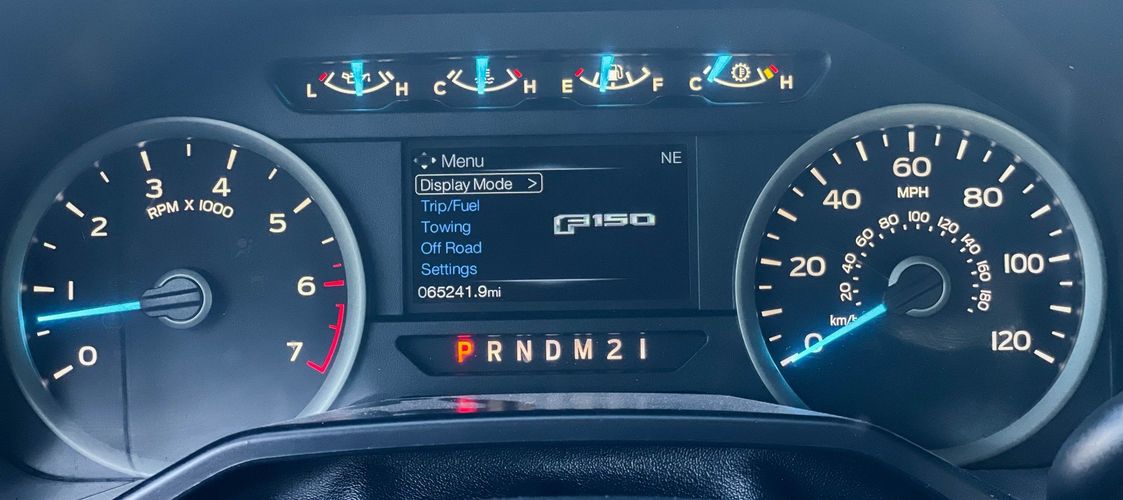 L H C H E F C H
Menu NE
Display Mode >
Trip/Fuel
Towing
Off Road
Settings
F150
065241.9mi
P R N D M 2 1
0 1 2 3 4 5 6 7
RPM X 1000
0 20 40 60 80 100 120
MPH
20 40 60 80 100 120 140 160 180
km/h